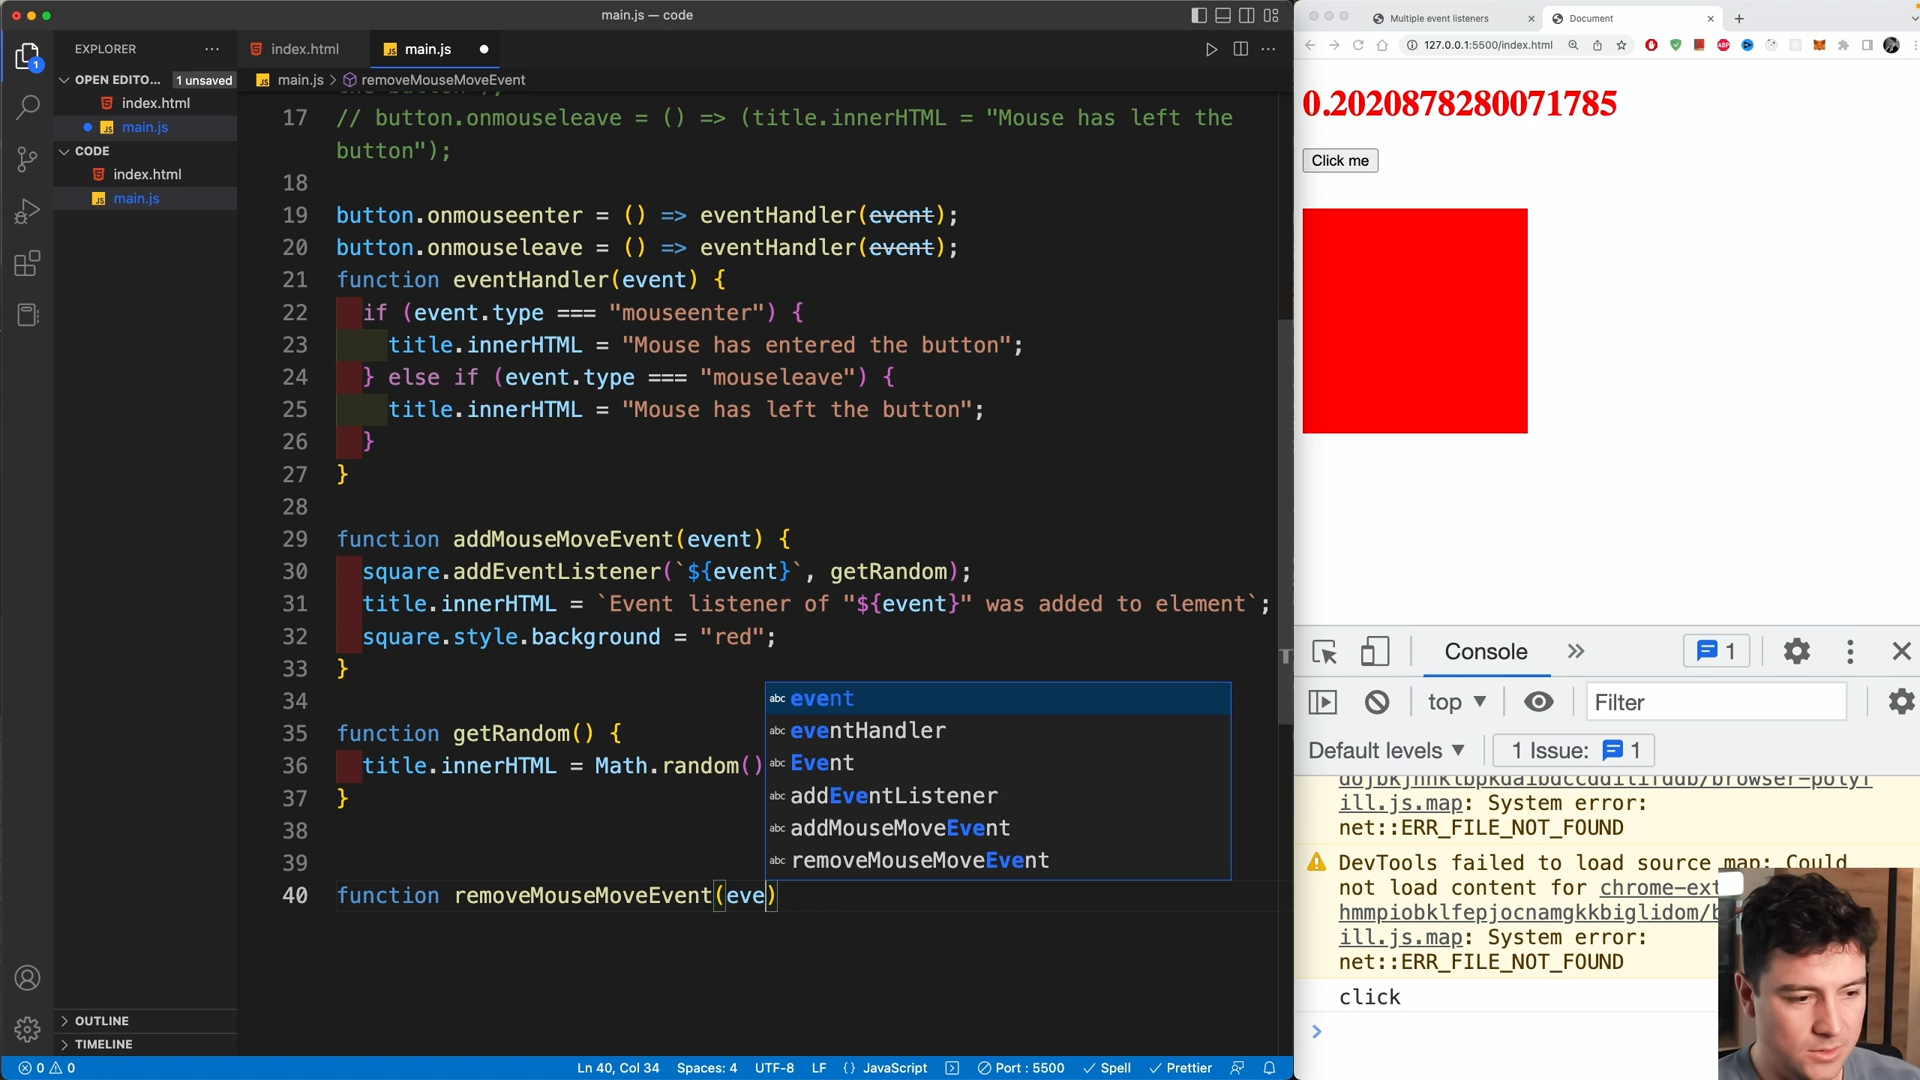 main.js — code
EXPLORER
OPEN EDITO...
1 unsaved
index.html
main.js
CODE
index.html
main.js
OUTLINE
TIMELINE
index.html
main.js
main.js > removeMouseMoveEvent
17 // button.onmouseleave = () => (title.innerHTML = "Mouse has left the
button");
18
19 button.onmouseenter = () => eventHandler(event);
20 button.onmouseleave = () => eventHandler(event);
21 function eventHandler(event) {
22 if (event.type === "mouseenter") {
23 title.innerHTML = "Mouse has entered the button";
24 } else if (event.type === "mouseleave") {
25 title.innerHTML = "Mouse has left the button";
26 }
27 }
28
29 function addMouseMoveEvent(event) {
30 square.addEventListener(`${event}`, getRandom);
31 title.innerHTML = `Event listener of "${event}" was added to element`;
32 square.style.background = "red";
33 }
34
35 function getRandom() {
36 title.innerHTML = Math.random()
37 }
38
39
40 function removeMouseMoveEvent(eve)
abc event
abc eventHandler
abc Event
abc addEventListener
abc addMouseMoveEvent
abc removeMouseMoveEvent
0 0
Ln 40, Col 34
Spaces: 4
UTF-8
LF
{} JavaScript
Port : 5500
Spell
Prettier
Multiple event listeners
Document
127.0.0.1:5500/index.html
0.2020878280071785
Click me
Console
1
top
Filter
Default levels
1 Issue: 1
ill.js.map: System error:
net::ERR_FILE_NOT_FOUND
DevTools failed to load source map: Could
not load content for chrome-ext
hmmpiobklfepjocnamgkkbiglidom/b
ill.js.map: System error:
net::ERR_FILE_NOT_FOUND
click